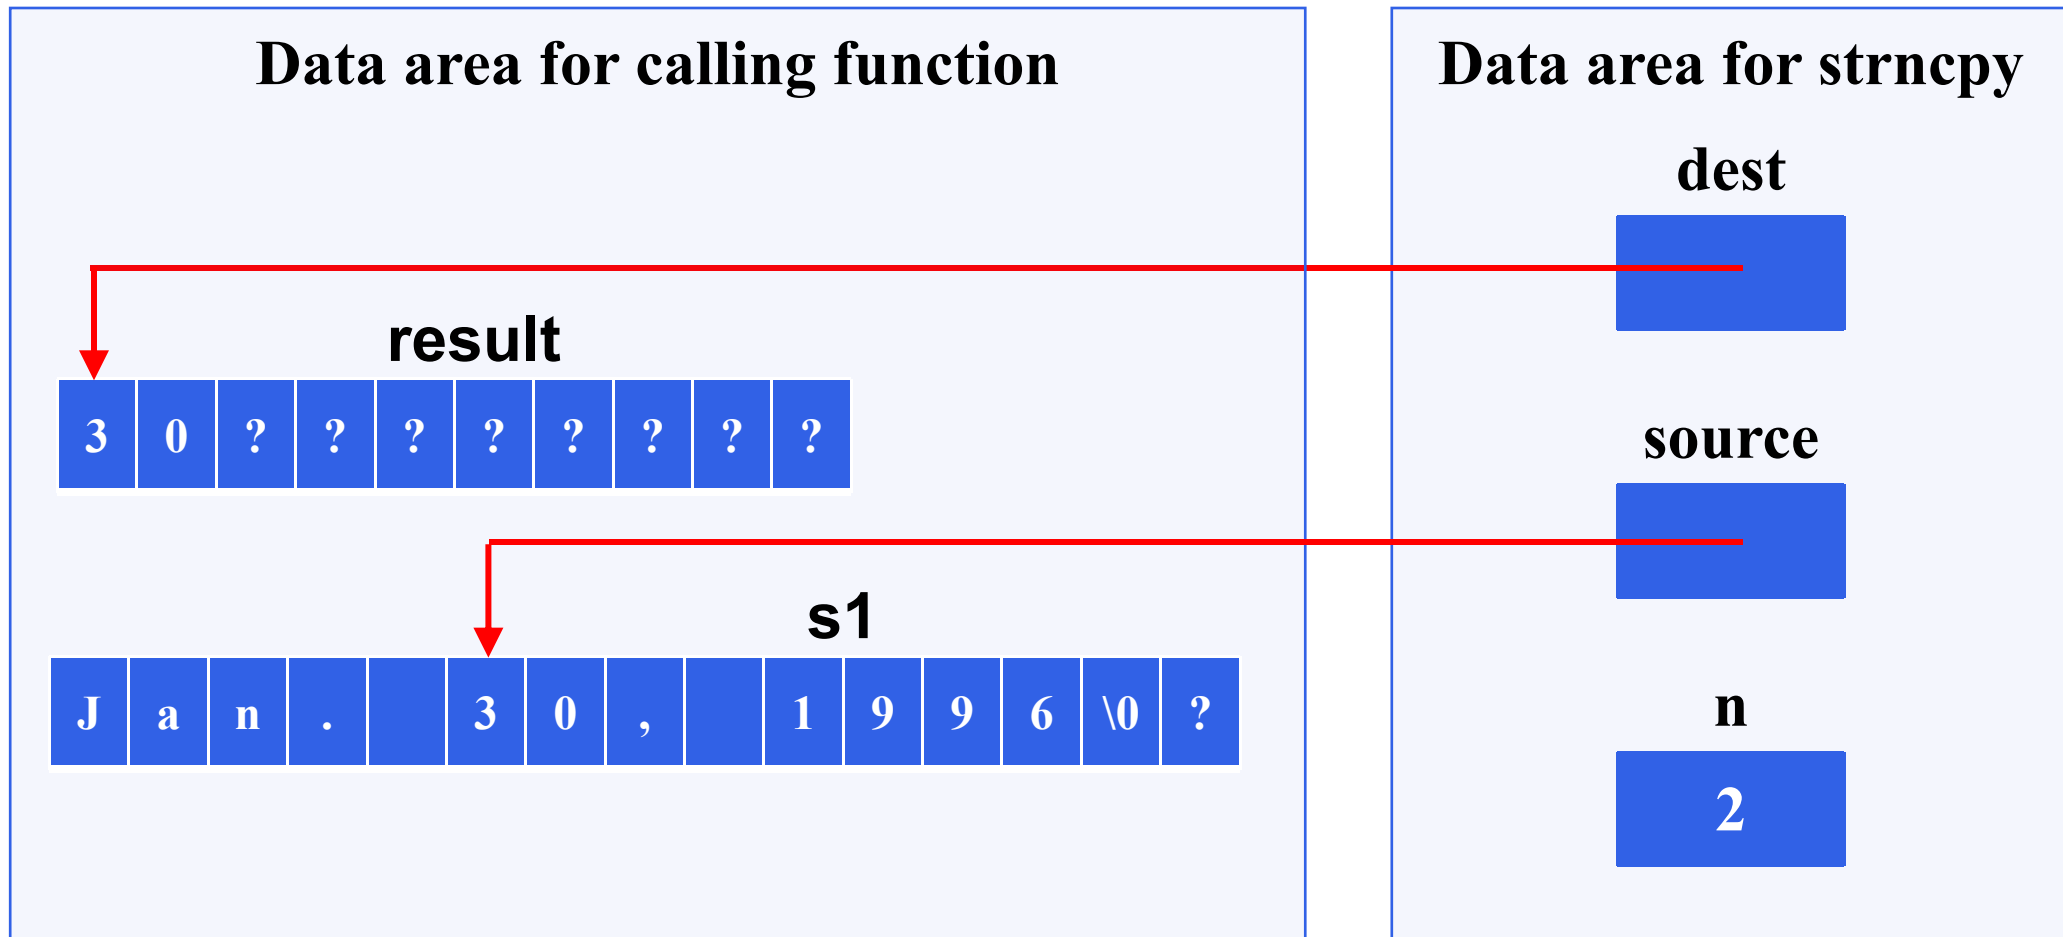 Data area for calling function
Data area for strncpy
dest
result
3 0 ? ? ? ? ? ? ? ?
source
s1
J a n . 3 0 , 1 9 9 6 \0 ?
n
2